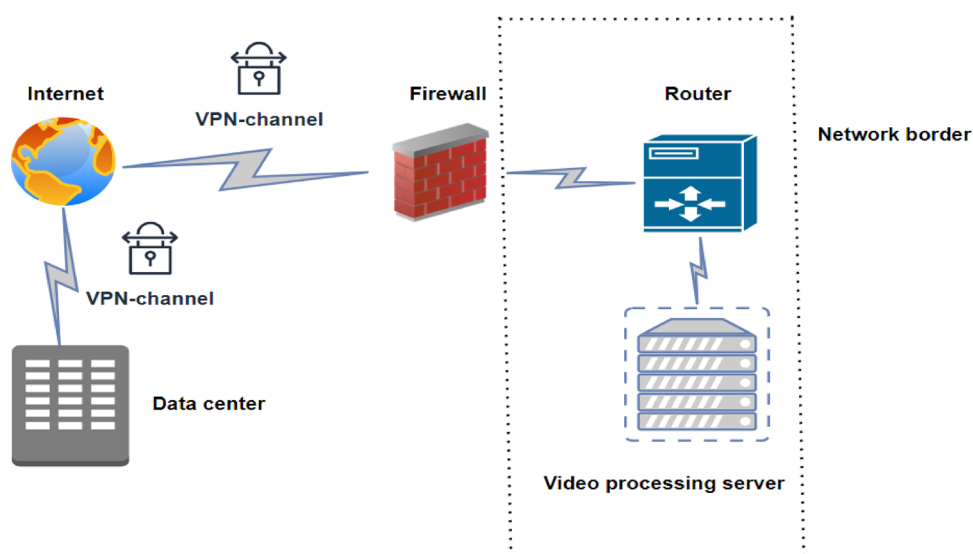 Internet
VPN-channel
Firewall
Router
Network border
VPN-channel
Data center
Video processing server